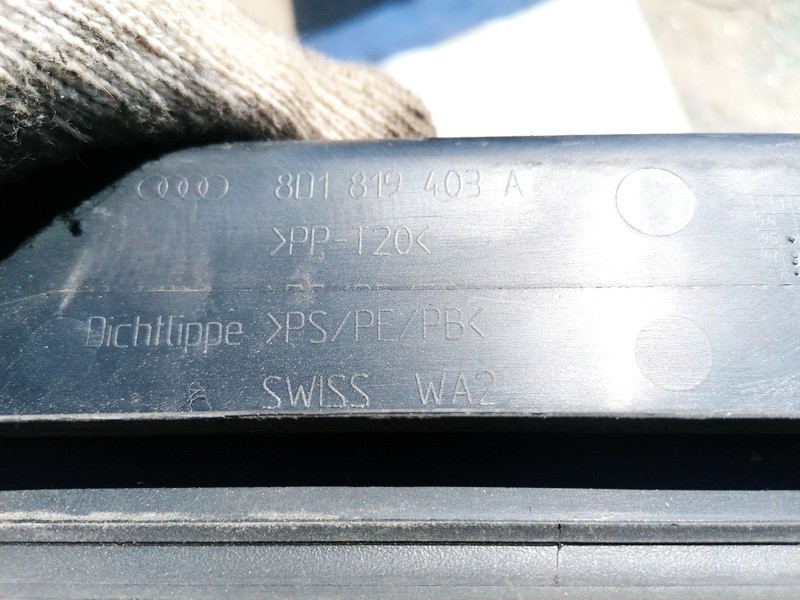 8D1 819 403 A
>PP-T20<
Dichtlippe >PS/PE/PB<
SWISS WA2